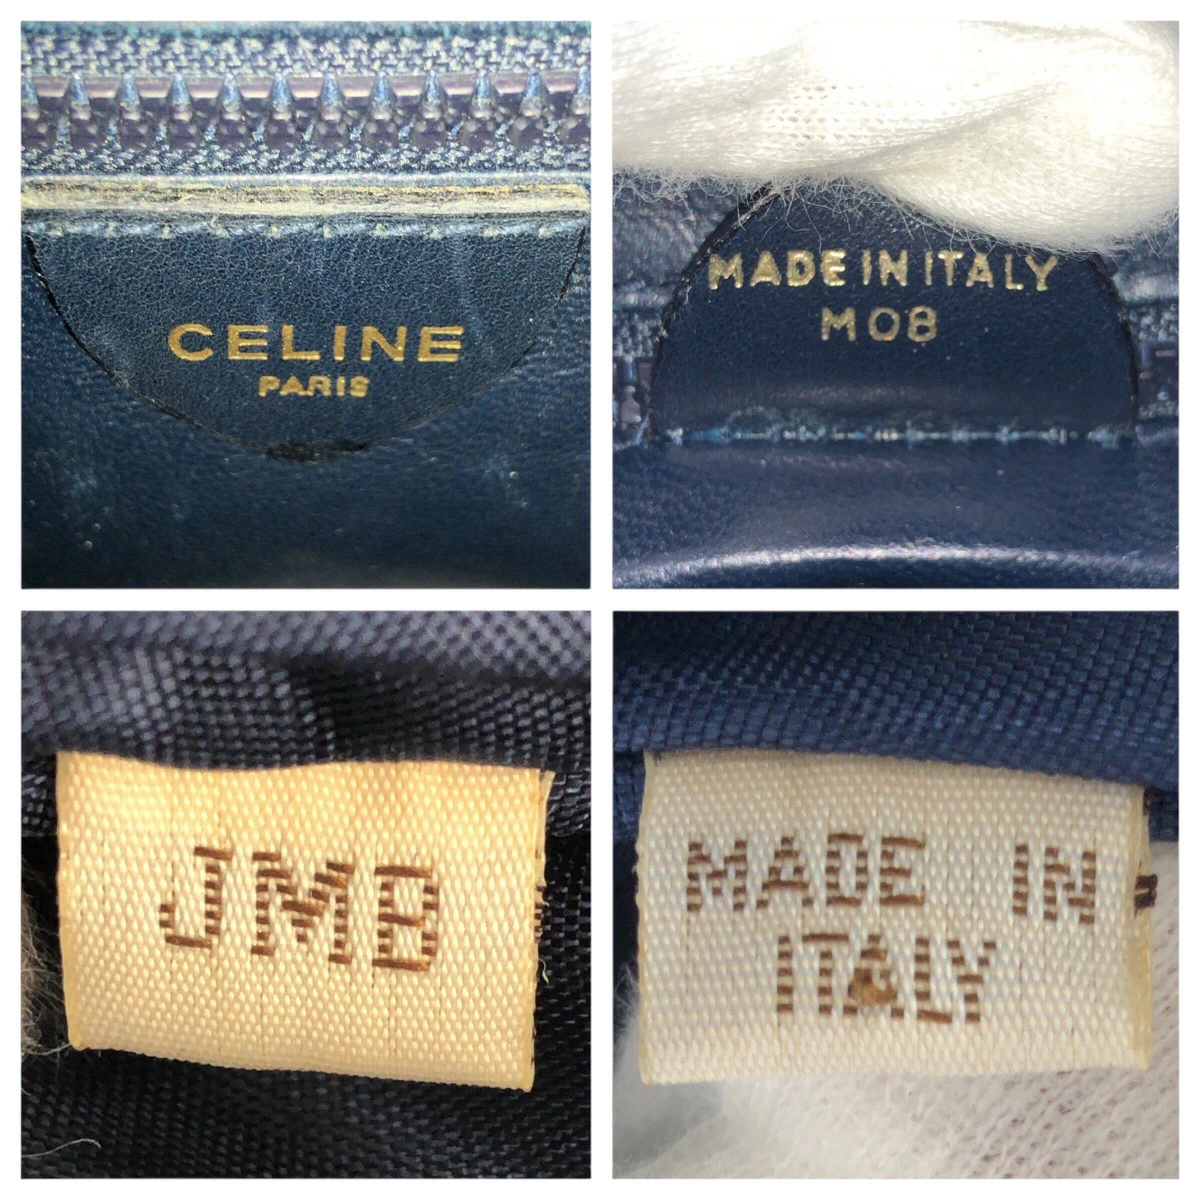 CELINE
PARIS
MADE IN ITALY
M08
JMB
MADE IN
ITALY